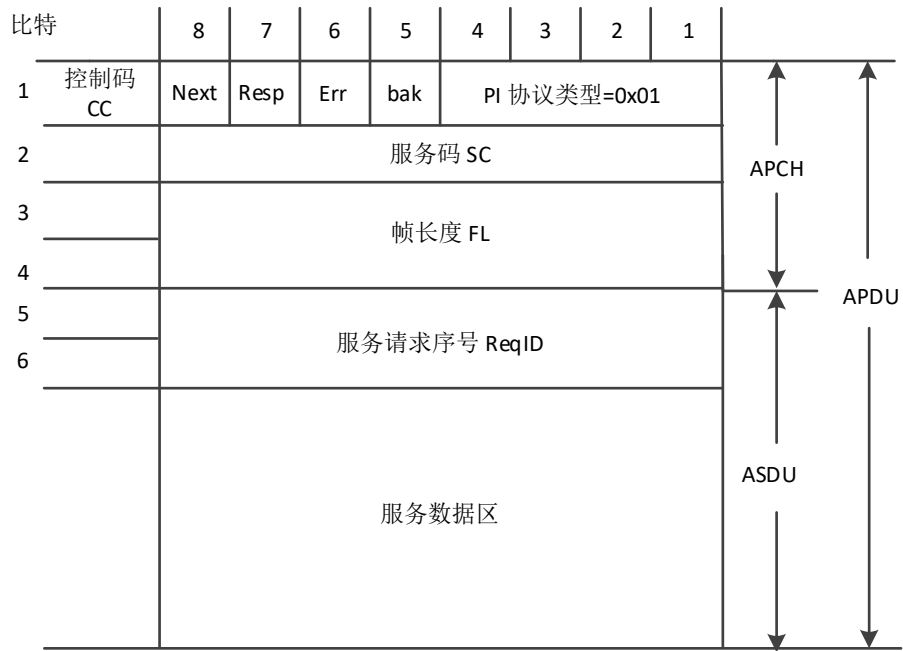 比特 8 7 6 5 4 3 2 1
1 控制码 CC Next Resp Err bak PI 协议类型=0x01
2 服务码 SC
APCH
3
帧长度 FL
4
APDU
5
服务请求序号 ReqID
6
ASDU
服务数据区